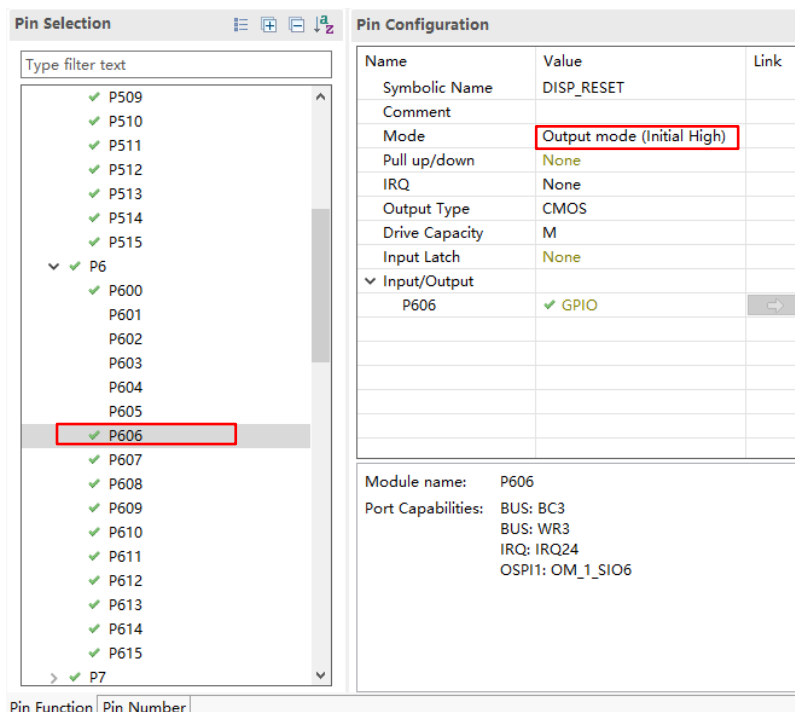 Pin Selection
Type filter text
P509
P510
P511
P512
P513
P514
P515
P6
P600
P601
P602
P603
P604
P605
P606
P607
P608
P609
P610
P611
P612
P613
P614
P615
P7
Pin Function Pin Number
Pin Configuration
Name Value Link
Symbolic Name DISP_RESET
Comment
Mode Output mode (Initial High)
Pull up/down None
IRQ None
Output Type CMOS
Drive Capacity M
Input Latch None
Input/Output
P606 GPIO
Module name: P606
Port Capabilities: BUS: BC3
BUS: WR3
IRQ: IRQ24
OSPI1: OM_1_SIO6